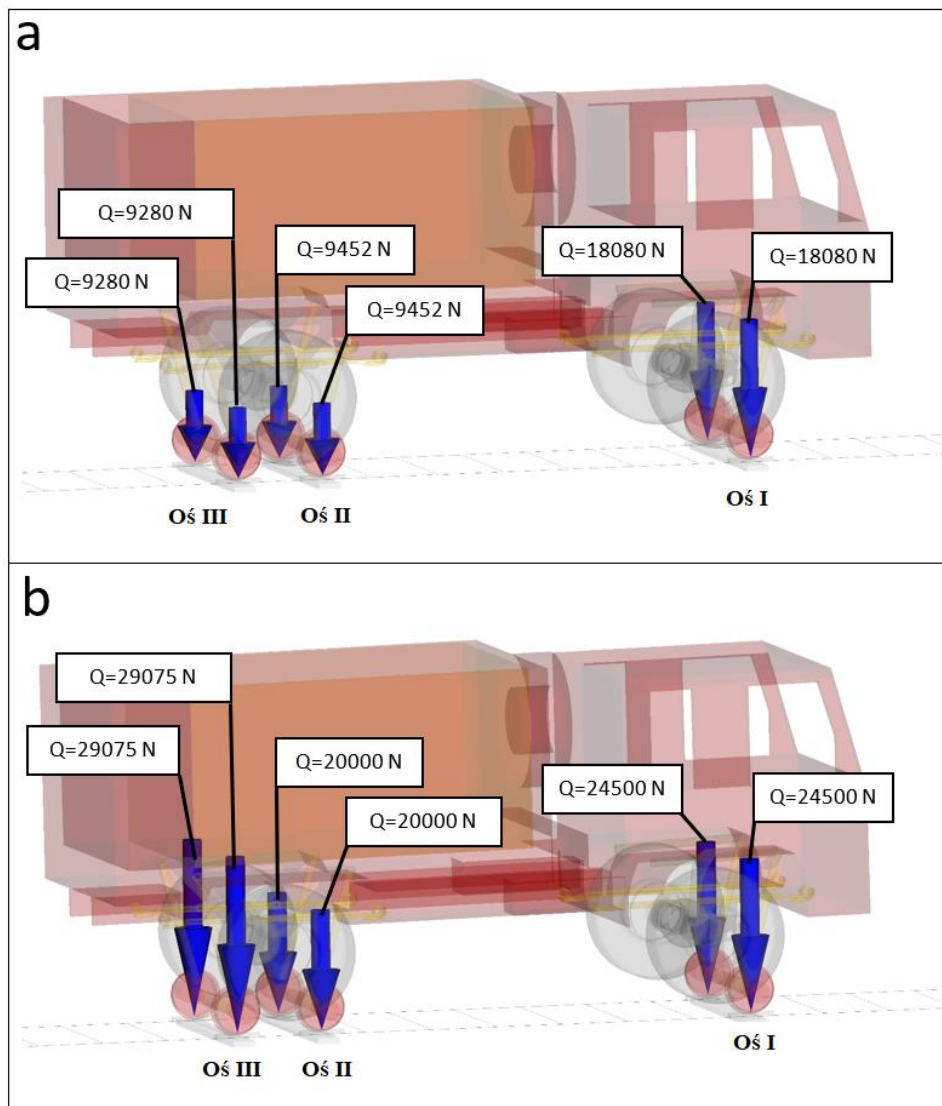 a
Q=9280 N
Q=9452 N
Q=18080 N
Q=18080 N
Q=9280 N
Q=9452 N
Oś III
Oś II
Oś I
b
Q=29075 N
Q=29075 N
Q=20000 N
Q=24500 N
Q=24500 N
Q=20000 N
Oś III
Oś II
Oś I